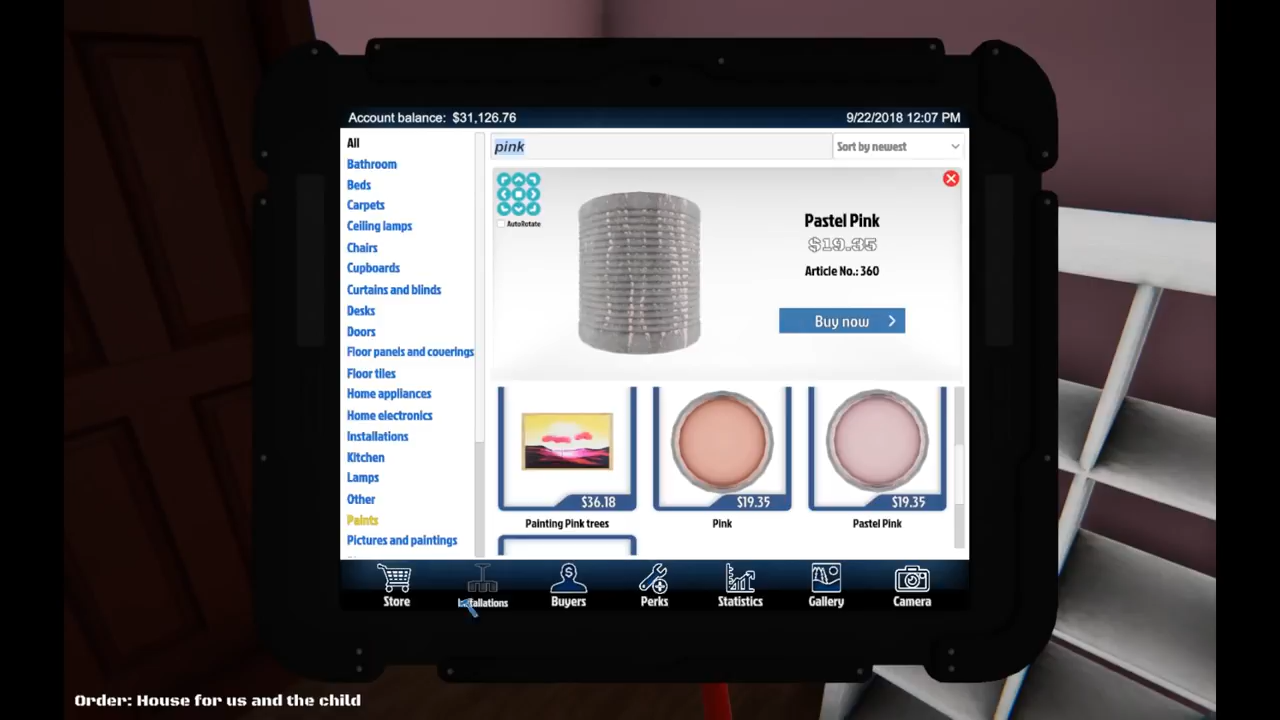 Account balance: $31,126.76
9/22/2018 12:07 PM
All
Bathroom
Beds
Carpets
Ceiling lamps
Chairs
Cupboards
Curtains and blinds
Desks
Doors
Floor panels and coverings
Floor tiles
Home appliances
Home electronics
Installations
Kitchen
Lamps
Other
Paints
Pictures and paintings
pink
Sort by newest
AutoRotate
Pastel Pink
$19.35
Article No.: 360
Buy now
$36.18
$19.35
$19.35
Painting Pink trees
Pink
Pastel Pink
Store
Installations
Buyers
Perks
Statistics
Gallery
Camera
Order: House for us and the child